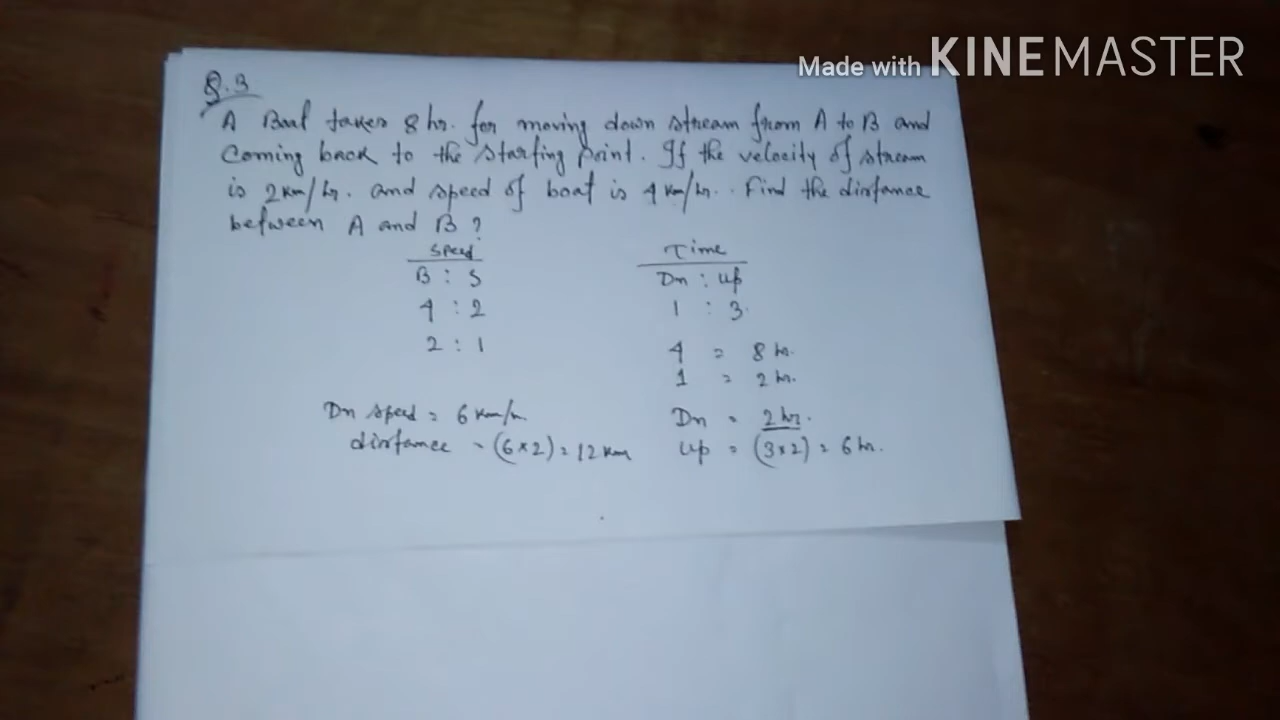 Made with KINEMASTER
Q.3
A Boat takes 8 hr. for moving down stream from A to B and
Coming back to the starting point. If the velocity of stream
is 2 km/hr. and speed of boat is 4 km/hr.. Find the distance
between A and B?
Speed
B : S
4 : 2
2 : 1
Time
Dn : up
1 : 3
4 = 8 hr.
1 = 2 hr.
Dn speed = 6 km/h.
distance = (6×2) = 12 km
Dn = 2 hr.
up = (3×2) = 6 hr.